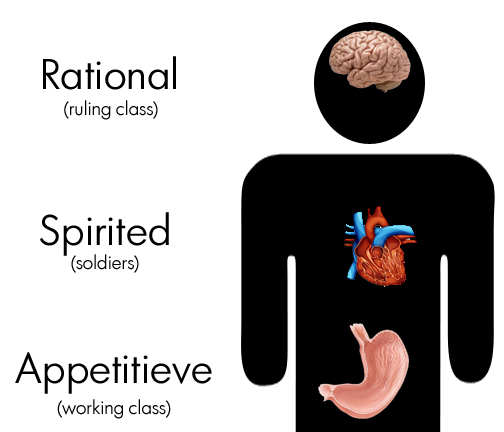 Rational
(ruling class)
Spirited
(soldiers)
Appetitieve
(working class)